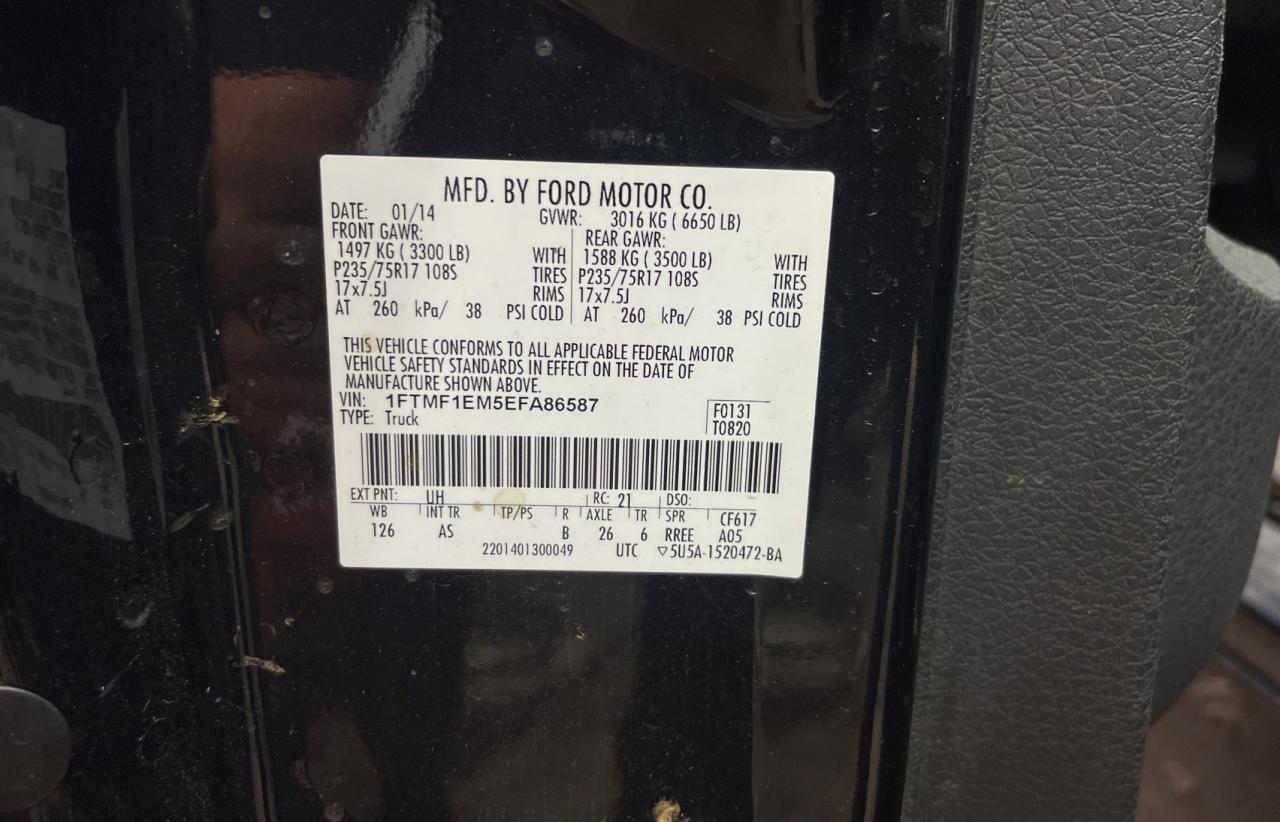 MFD. BY FORD MOTOR CO.
DATE: 01/14 GVWR: 3016 KG ( 6650 LB)
FRONT GAWR: REAR GAWR:
1497 KG ( 3300 LB) WITH 1588 KG ( 3500 LB) WITH
P235/75R17 108S TIRES P235/75R17 108S TIRES
17x7.5J RIMS 17x7.5J RIMS
AT 260 kPa/ 38 PSI COLD AT 260 kPa/ 38 PSI COLD
THIS VEHICLE CONFORMS TO ALL APPLICABLE FEDERAL MOTOR
VEHICLE SAFETY STANDARDS IN EFFECT ON THE DATE OF
MANUFACTURE SHOWN ABOVE.
VIN: 1FTMF1EM5EFA86587 F0131
TYPE: Truck T0820
EXT PNT: UH RC: 21 DSO:
WB INT TR TP/PS R AXLE TR SPR CF617
126 AS B 26 6 RREE A05
2201401300049 UTC ▽5U5A-1520472-BA